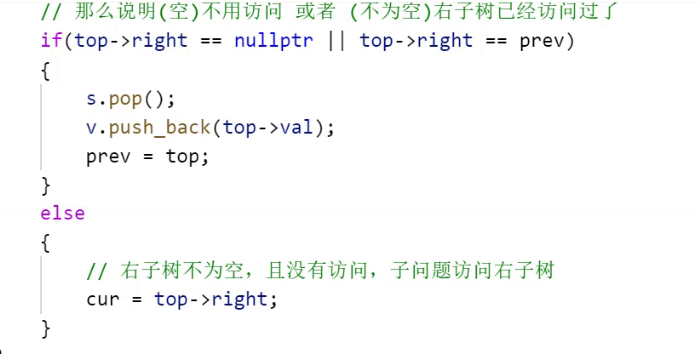 // 那么说明(空)不用访问 或者 (不为空)右子树已经访问过了
if(top->right == nullptr || top->right == prev)
{
s.pop();
v.push_back(top->val);
prev = top;
}
else
{
// 右子树不为空，且没有访问，子问题访问右子树
cur = top->right;
}